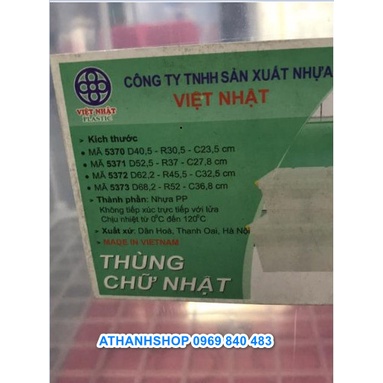 VIỆT NHẬT
PLASTIC
CÔNG TY TNHH SẢN XUẤT NHỰA
VIỆT NHẬT
Kích thước
MÃ 5370 D40,5 - R30,5 - C23,5 cm
MÃ 5371 D52,5 - R37 - C27,8 cm
MÃ 5372 D62,2 - R45,5 - C32,5 cm
MÃ 5373 D68,2 - R52 - C36,8 cm
Thành phần: Nhựa PP
Không tiếp xúc trực tiếp với lửa
Chịu nhiệt từ 0°C đến 120°C
Xuất xứ: Dân Hoà, Thanh Oai, Hà Nội
MADE IN VIETNAM
THÙNG
CHỮ NHẬT
ATHANHSHOP 0969 840 483